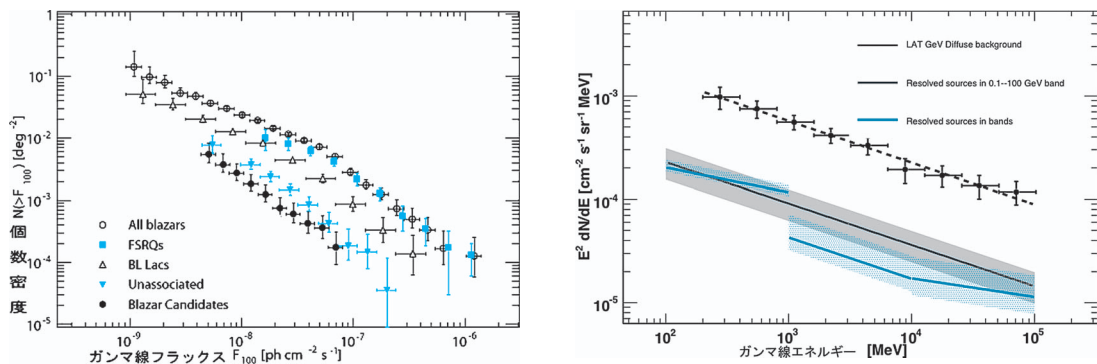 N(>F₁₀₀) [deg⁻²]
個数密度
10⁻¹
10⁻²
10⁻³
10⁻⁴
10⁻⁵
All blazars
FSRQs
BL Lacs
Unassociated
Blazar Candidates
10⁻⁹ 10⁻⁸ 10⁻⁷ 10⁻⁶
ガンマ線フラックス F₁₀₀ [ph cm⁻² s⁻¹]
E² dN/dE [cm⁻² s⁻¹ sr⁻¹ MeV]
10⁻³
10⁻⁴
10⁻⁵
LAT GeV Diffuse background
Resolved sources in 0.1--100 GeV band
Resolved sources in bands
10² 10³ 10⁴ 10⁵
ガンマ線エネルギー [MeV]